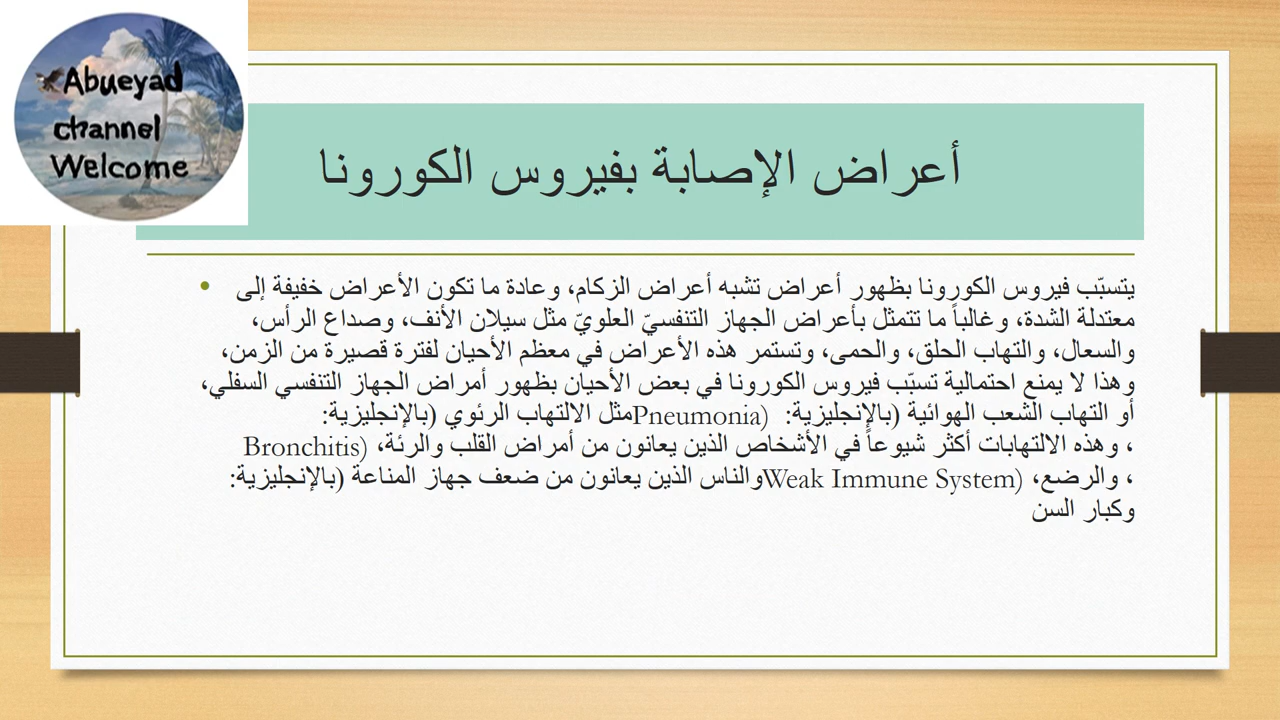 Abueyad
channel
Welcome
أعراض الإصابة بفيروس الكورونا
• يتسبّب فيروس الكورونا بظهور أعراض تشبه أعراض الزكام، وعادة ما تكون الأعراض خفيفة إلى
معتدلة الشدة، وغالباً ما تتمثل بأعراض الجهاز التنفسيّ العلويّ مثل سيلان الأنف، وصداع الرأس،
والسعال، والتهاب الحلق، والحمى، وتستمر هذه الأعراض في معظم الأحيان لفترة قصيرة من الزمن،
وهذا لا يمنع احتمالية تسبّب فيروس الكورونا في بعض الأحيان بظهور أمراض الجهاز التنفسي السفلي،
أو التهاب الشعب الهوائية (بالإنجليزية: (Pneumoniaمثل الالتهاب الرئوي (بالإنجليزية:
، وهذه الالتهابات أكثر شيوعاً في الأشخاص الذين يعانون من أمراض القلب والرئة، (Bronchitis
، والرضع، (Weak Immune Systemوالناس الذين يعانون من ضعف جهاز المناعة (بالإنجليزية:
وكبار السن